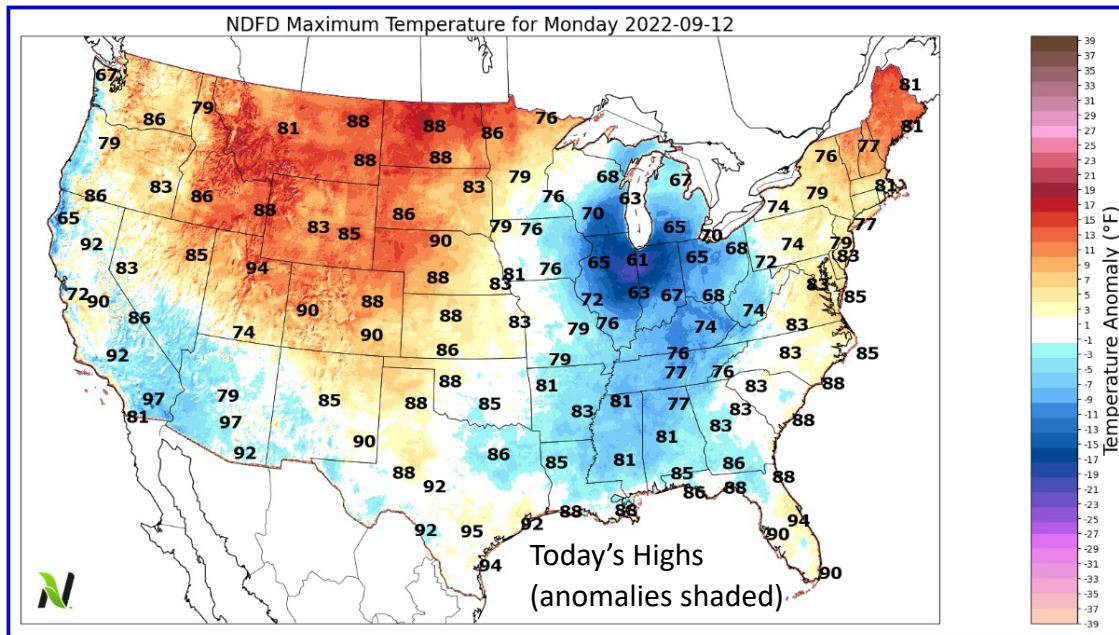 NDFD Maximum Temperature for Monday 2022-09-12
67 79 81 88 88 86 76 81
86 81
79 88 88 83 79 76 68 67 76 77
86 83 86 88 86 76 70 63 79 81
65 83 85 90 79 76 65 70 74 77
92 83 85 94 88 81 76 65 61 65 68 72 74 79 83
72 90 90 88 83 72 63 67 68 83 85
86 74 90 88 83 79 76 74 74 83
92 86 79 76 83 85
97 79 85 88 81 77 76 83 88
81 97 88 85 83 81 77 83 83 88
92 90 86 85 81 81 86
88 92 88 88 85 86 88 88
92 95 92 94
94 90
90
Today's Highs
(anomalies shaded)
N
39
37
35
33
31
29
27
25
23
21
19
17
15
13
11
9
7
5
3
1
-1
-3
-5
-7
-9
-11
-13
-15
-17
-19
-21
-23
-25
-27
-29
-31
-33
-35
-37
-39
Temperature Anomaly (°F)